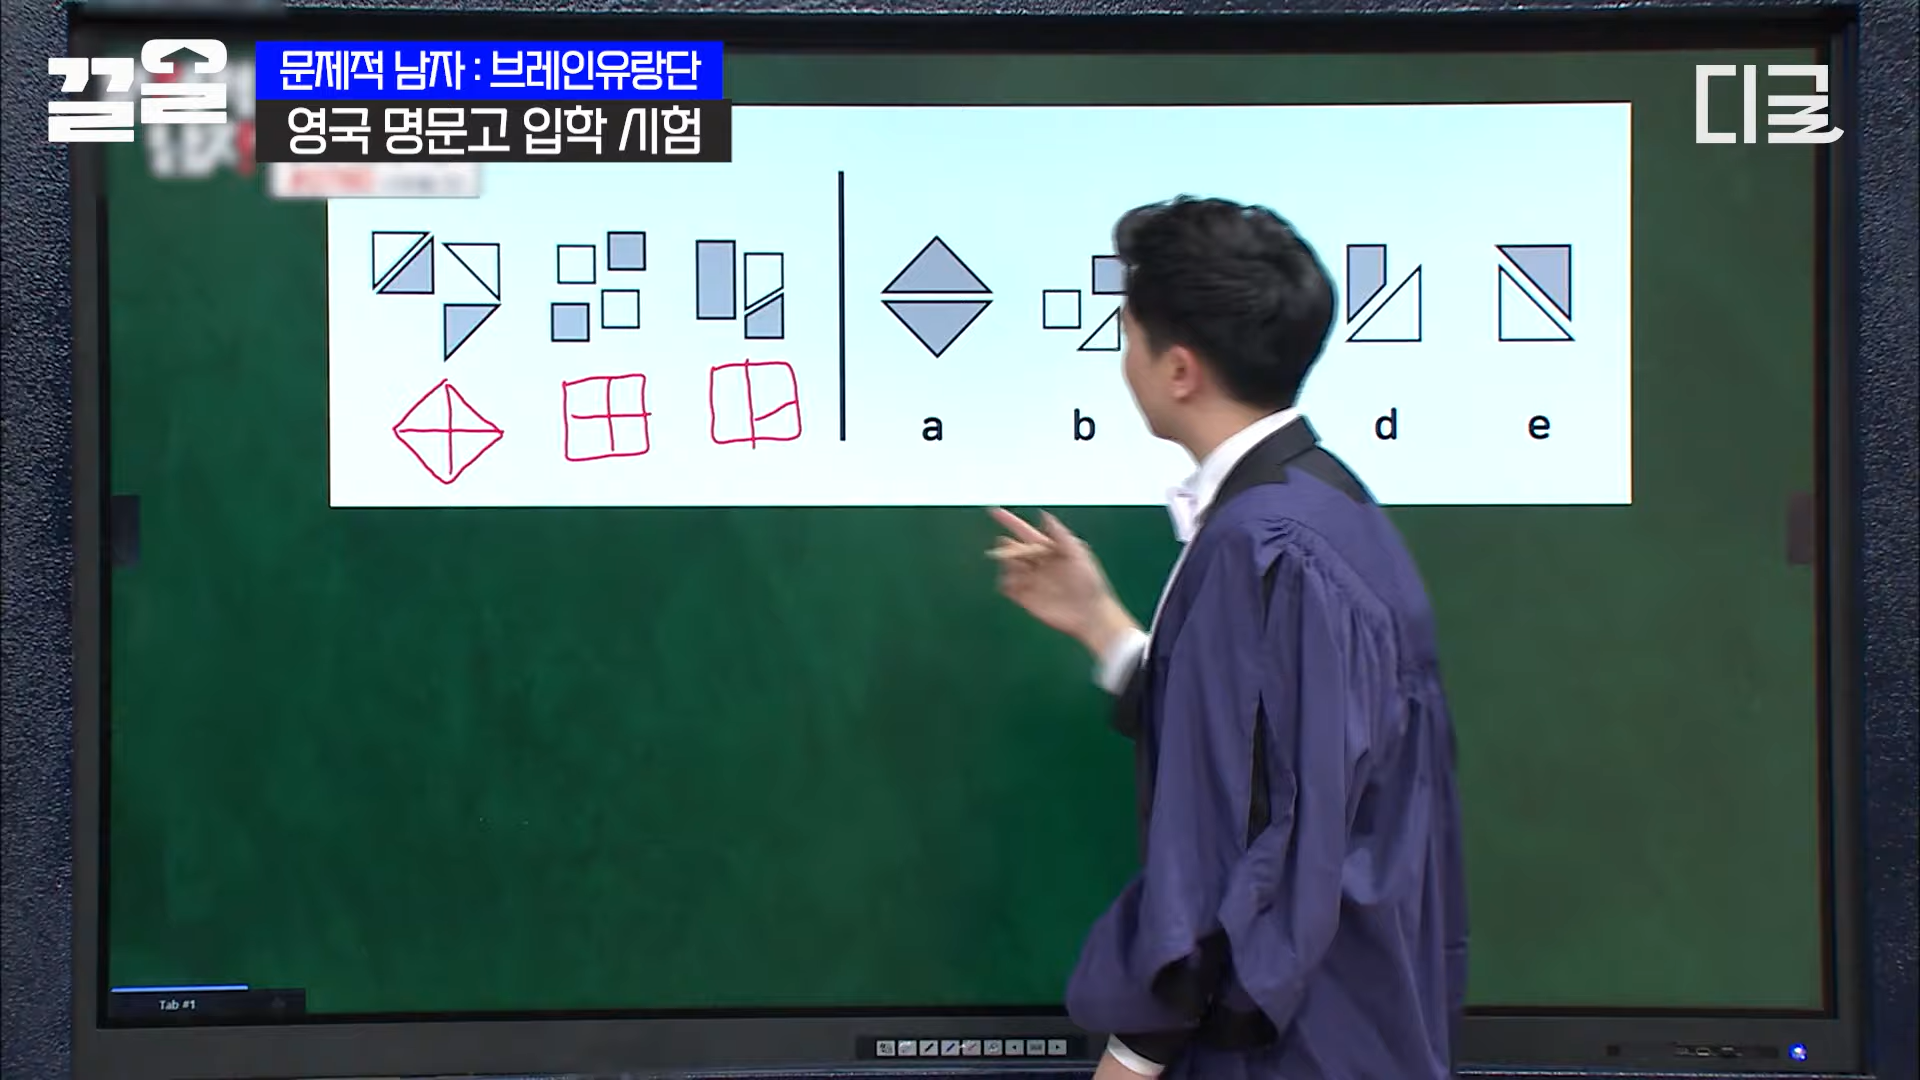 끌올
문제적 남자 : 브레인유랑단
영국 명문고 입학 시험
디글
a b d e
Tab #1